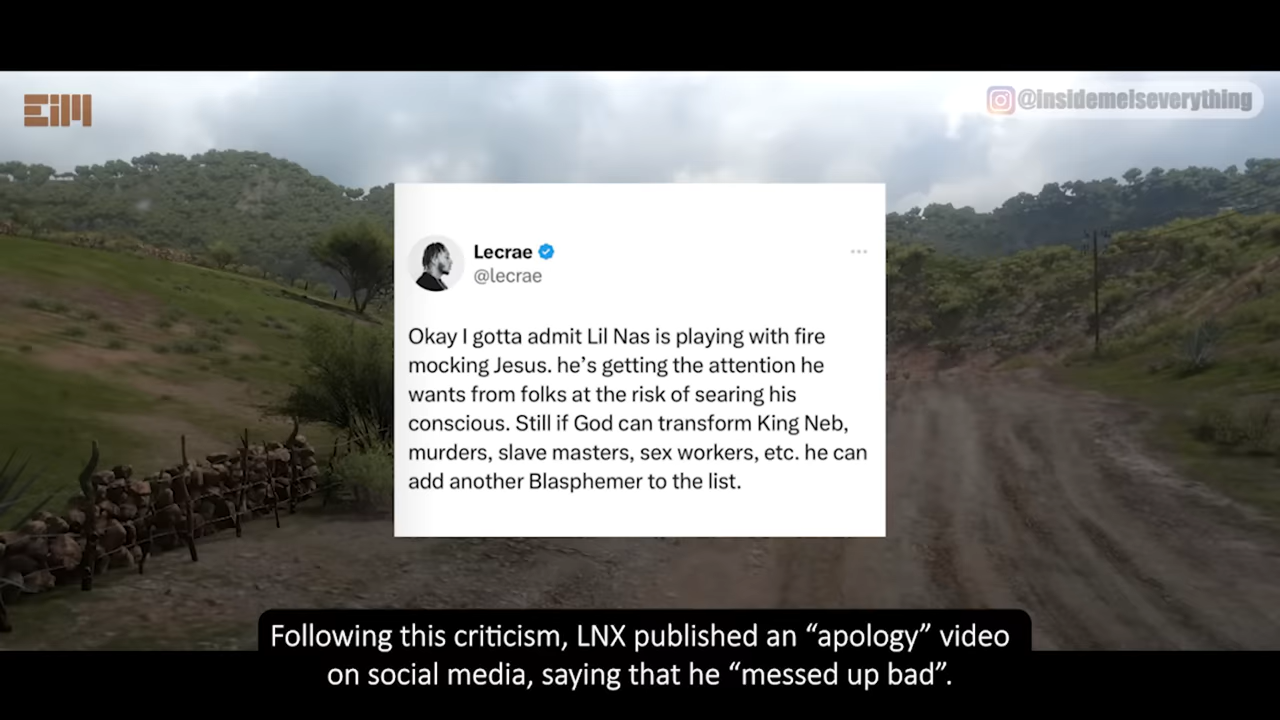 EiM
@insidemeiseverything
Lecrae
@lecrae
Okay I gotta admit Lil Nas is playing with fire
mocking Jesus. he’s getting the attention he
wants from folks at the risk of searing his
conscious. Still if God can transform King Neb,
murders, slave masters, sex workers, etc. he can
add another Blasphemer to the list.
Following this criticism, LNX published an “apology” video
on social media, saying that he “messed up bad”.